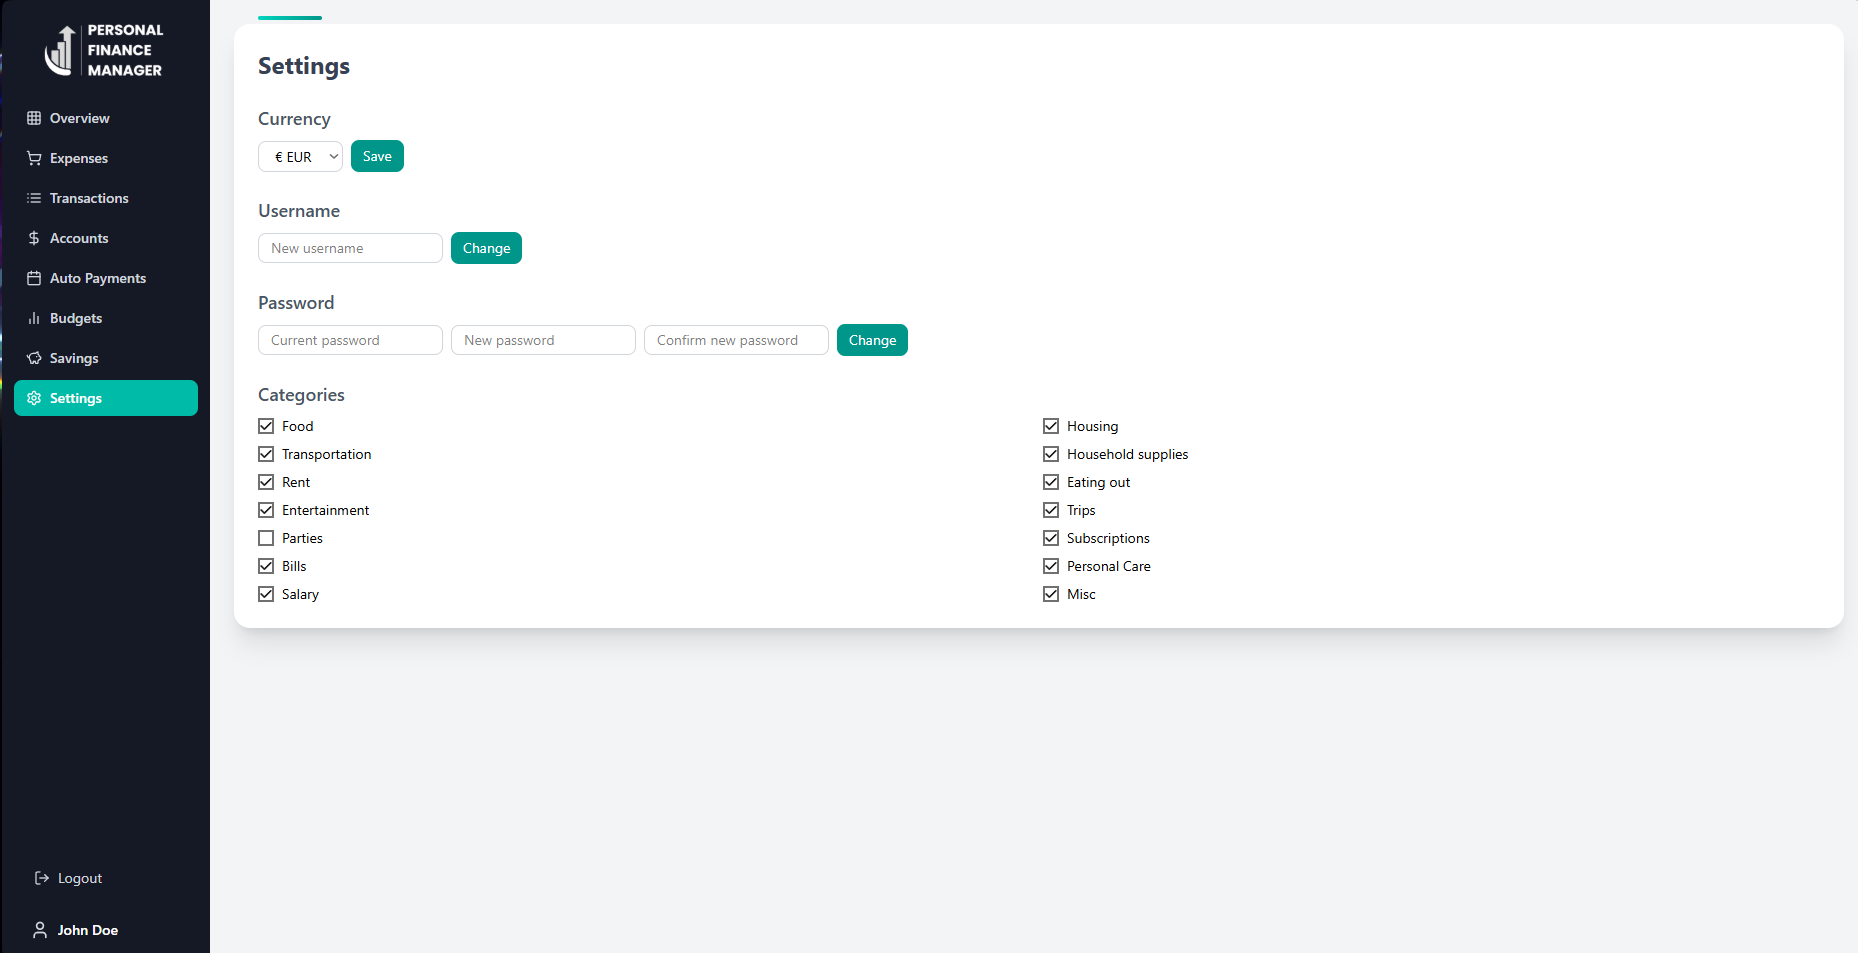 PERSONAL
FINANCE
MANAGER
Overview
Expenses
Transactions
Accounts
Auto Payments
Budgets
Savings
Settings
Logout
John Doe
Settings
Currency
€ EUR
Save
Username
New username
Change
Password
Current password
New password
Confirm new password
Change
Categories
Food
Housing
Transportation
Household supplies
Rent
Eating out
Entertainment
Trips
Parties
Subscriptions
Bills
Personal Care
Salary
Misc